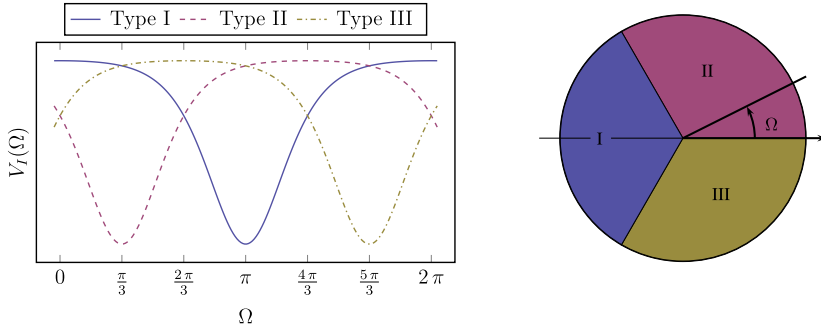 Type I Type II Type III
V_I(Ω)
0 π/3 2π/3 π 4π/3 5π/3 2π
Ω
II
Ω
I
III